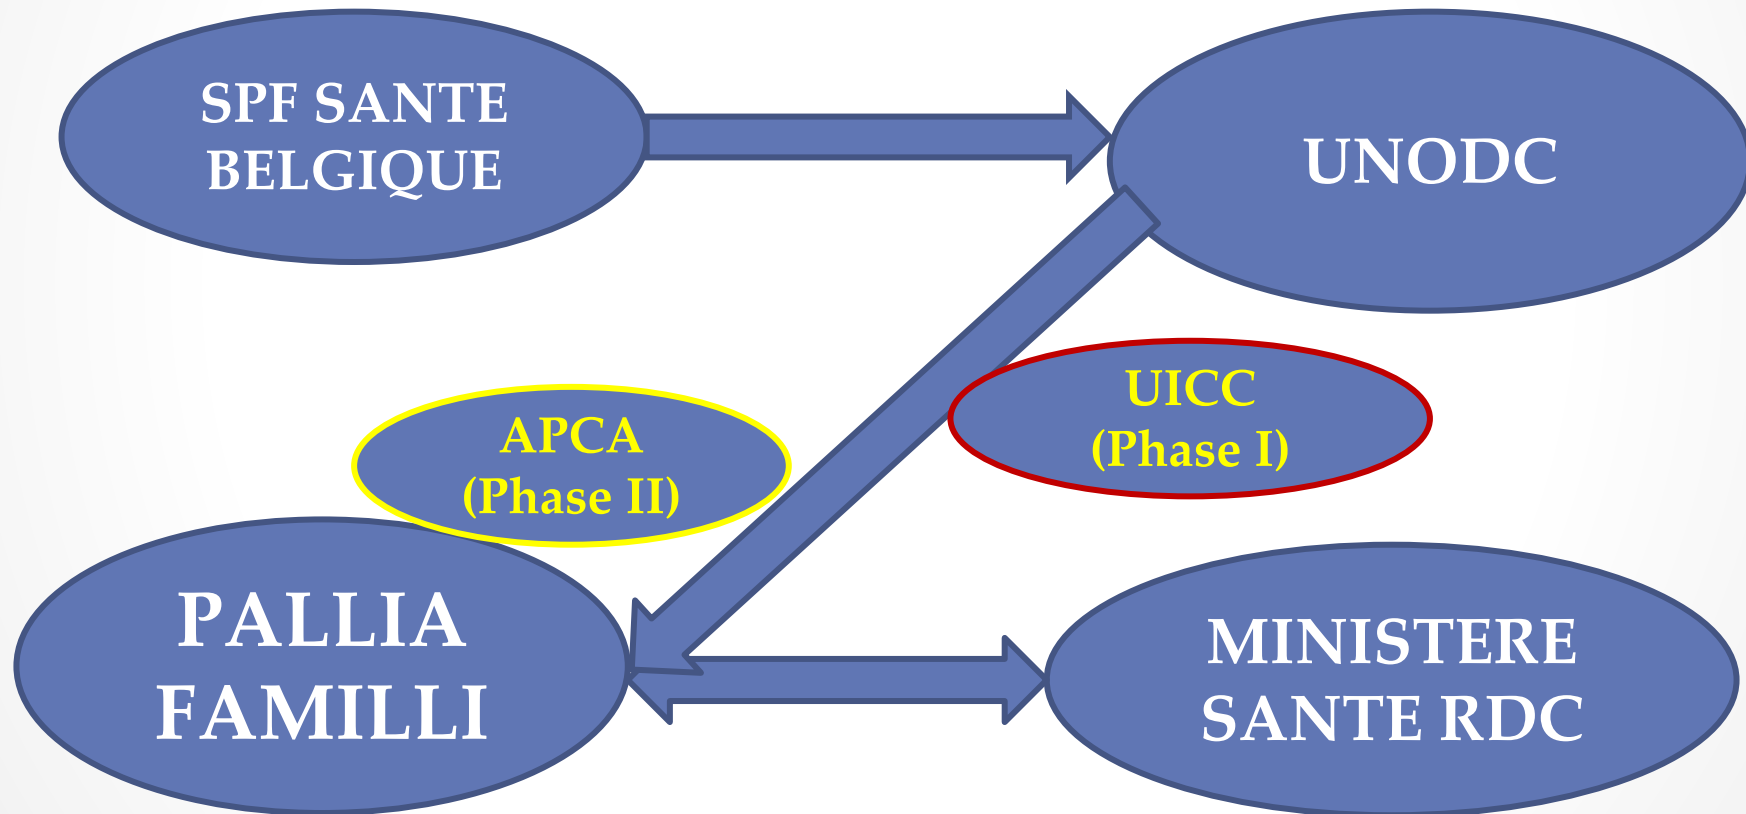 SPF SANTE
BELGIQUE
UNODC
UICC
(Phase I)
APCA
(Phase II)
PALLIA
FAMILLI
MINISTERE
SANTE RDC